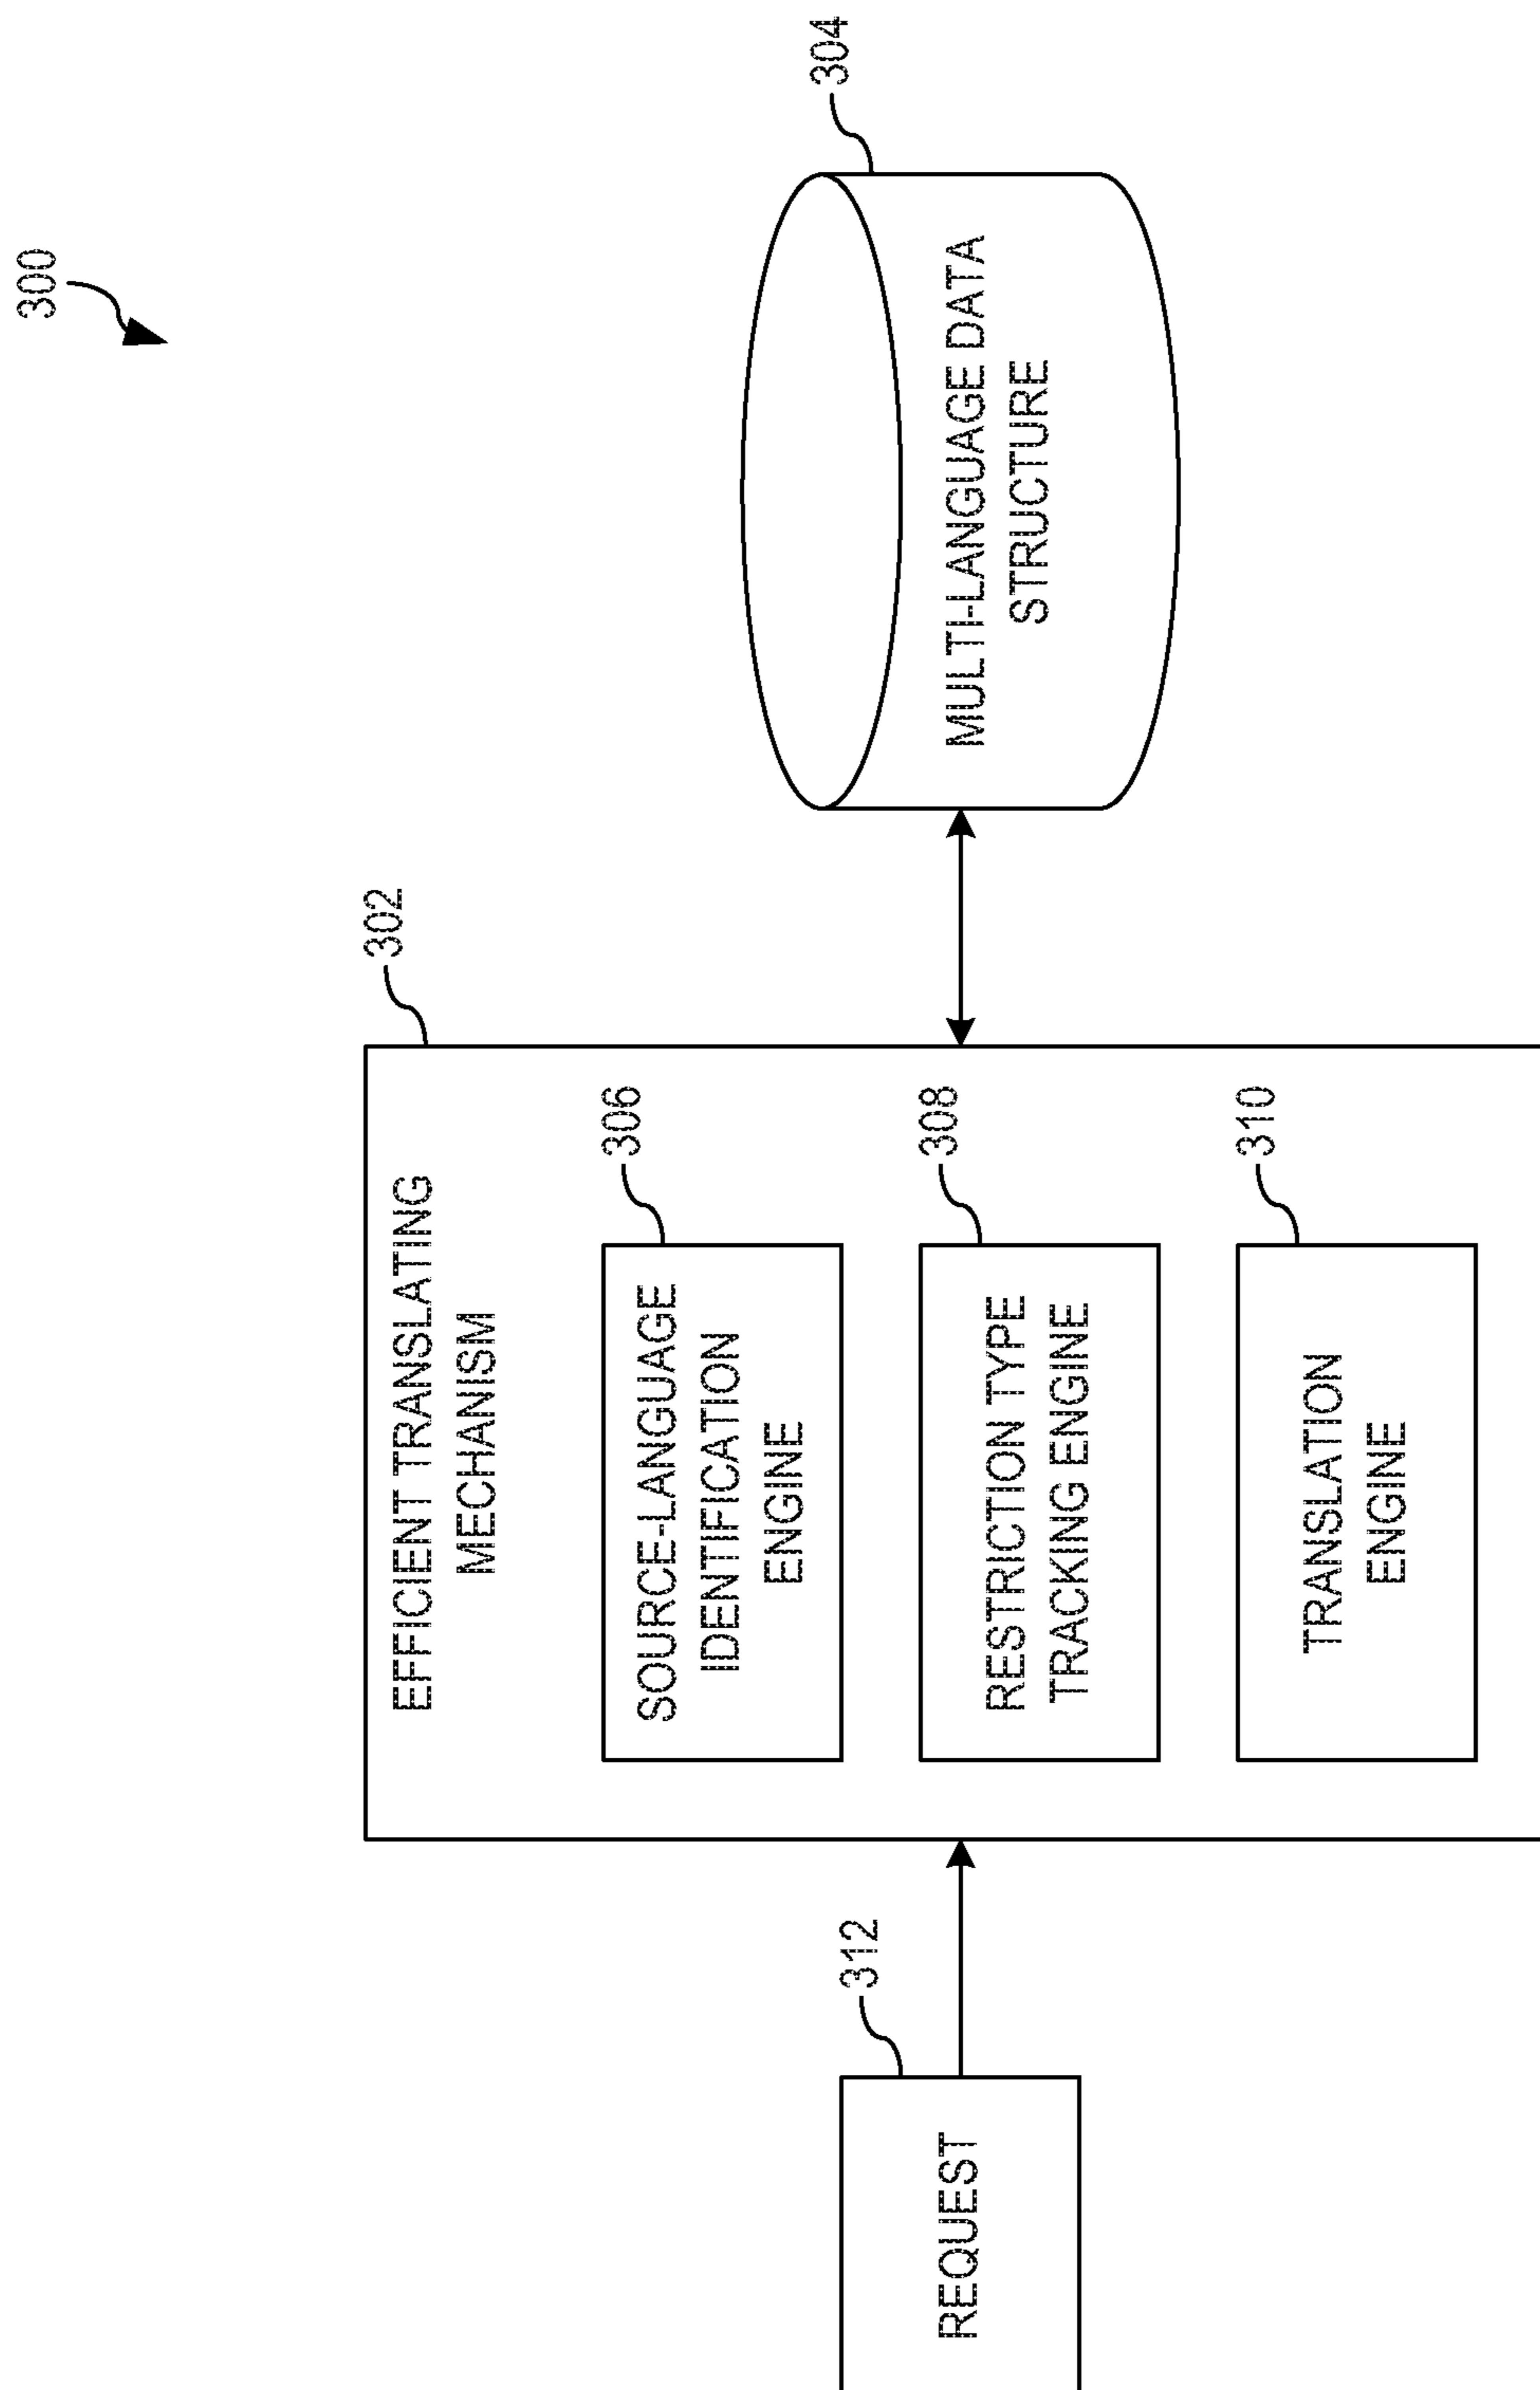 300
312
REQUEST
302
EFFICIENT TRANSLATING
MECHANISM
306
SOURCE-LANGUAGE
IDENTIFICATION
ENGINE
308
RESTRICTION TYPE
TRACKING ENGINE
310
TRANSLATION
ENGINE
304
MULTI-LANGUAGE DATA
STRUCTURE